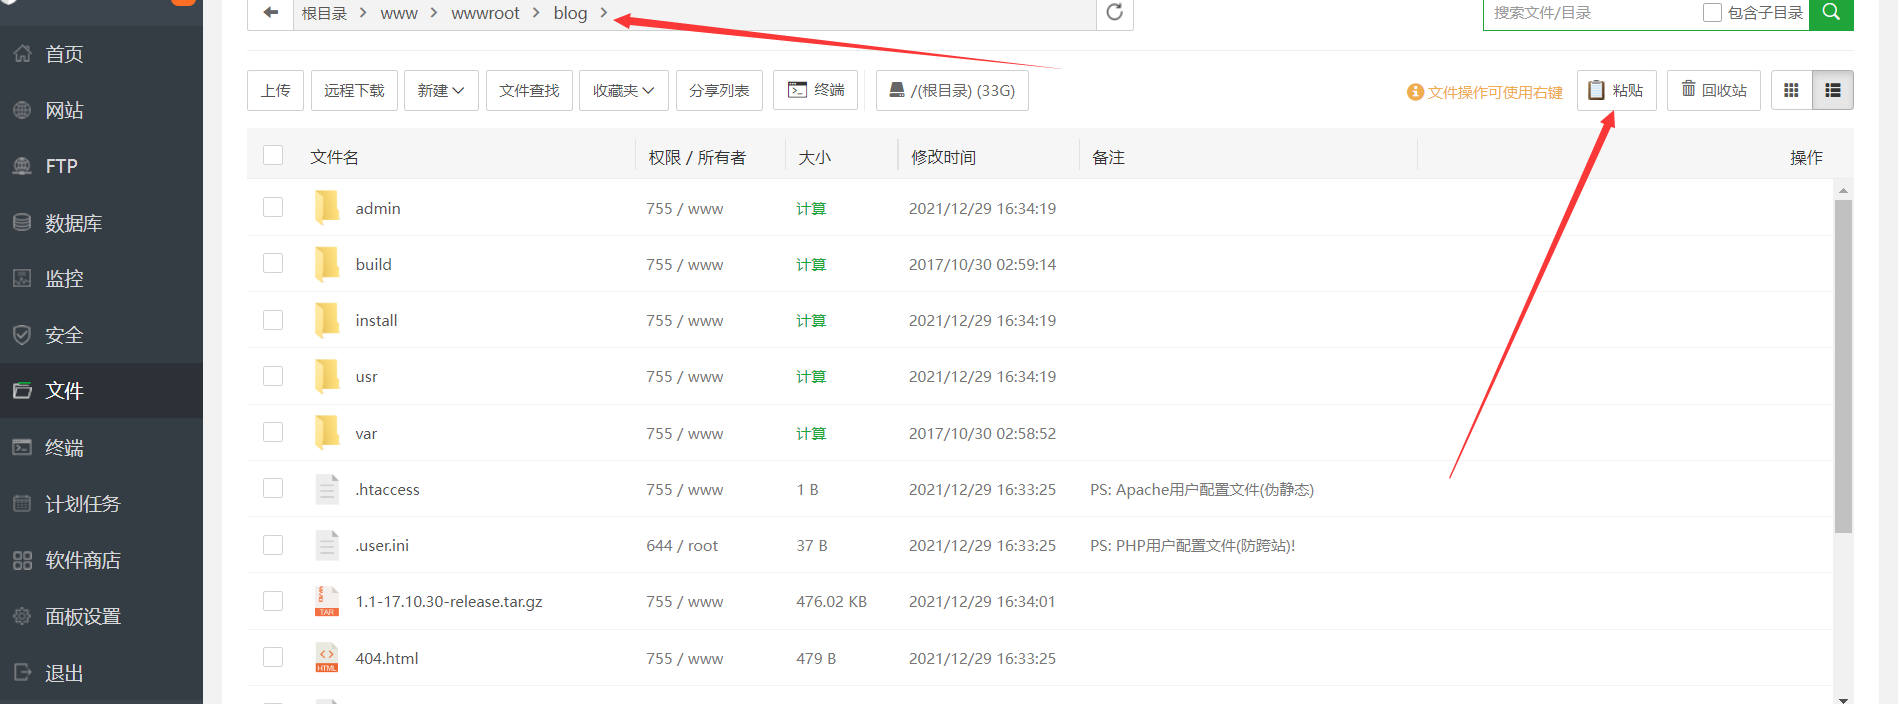 根目录 > www > wwwroot > blog >
搜索文件/目录 包含子目录
上传 远程下载 新建 文件查找 收藏夹 分享列表 终端 /(根目录) (33G) 文件操作可使用右键 粘贴 回收站
首页
网站
FTP
数据库
监控
安全
文件
终端
计划任务
软件商店
面板设置
退出
文件名 权限 / 所有者 大小 修改时间 备注 操作
admin 755 / www 计算 2021/12/29 16:34:19
build 755 / www 计算 2017/10/30 02:59:14
install 755 / www 计算 2021/12/29 16:34:19
usr 755 / www 计算 2021/12/29 16:34:19
var 755 / www 计算 2017/10/30 02:58:52
.htaccess 755 / www 1 B 2021/12/29 16:33:25 PS: Apache用户配置文件(伪静态)
.user.ini 644 / root 37 B 2021/12/29 16:33:25 PS: PHP用户配置文件(防跨站)!
TAR 1.1-17.10.30-release.tar.gz 755 / www 476.02 KB 2021/12/29 16:34:01
HTML 404.html 755 / www 479 B 2021/12/29 16:33:25